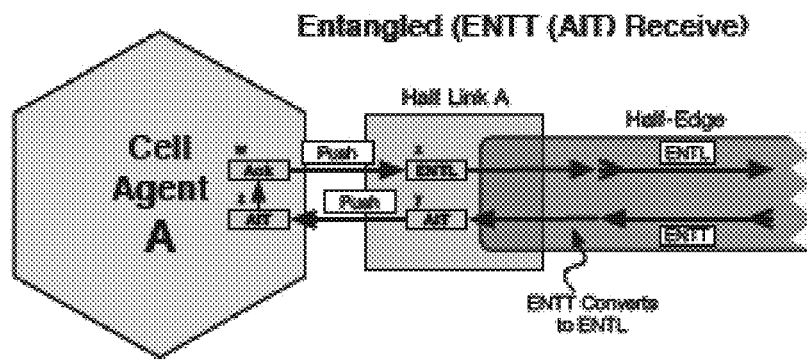 Entangled (ENTT (AIT) Receive)
Half Link A
Half-Edge
Cell
Agent
A
Push
Ack
ENTL
ENTL
Push
AIT
AIT
ENTT
ENTT Converts
to ENTL